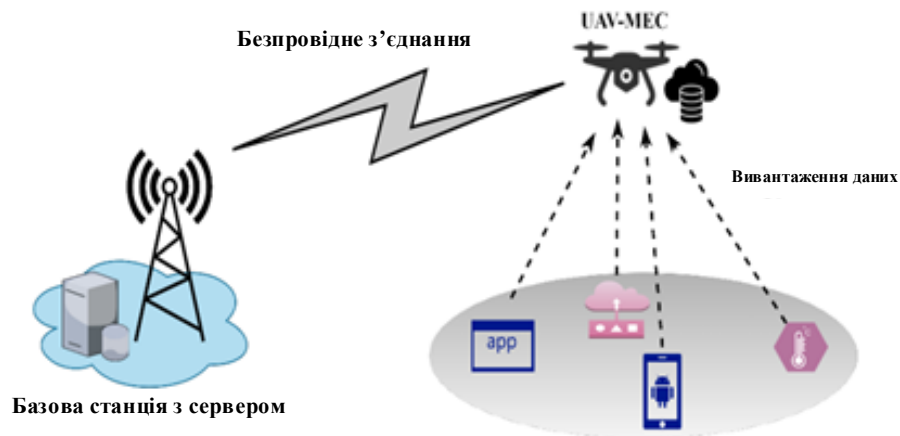 UAV-MEC
Безпровідне з’єднання
Вивантаження даних
app
Базова станція з сервером